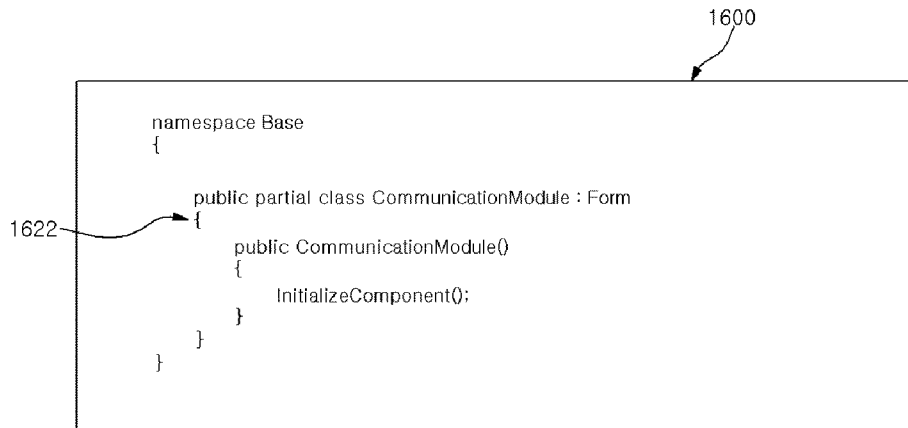 1600
namespace Base
{
public partial class CommunicationModule : Form
1622
{
public CommunicationModule()
{
InitializeComponent();
}
}
}